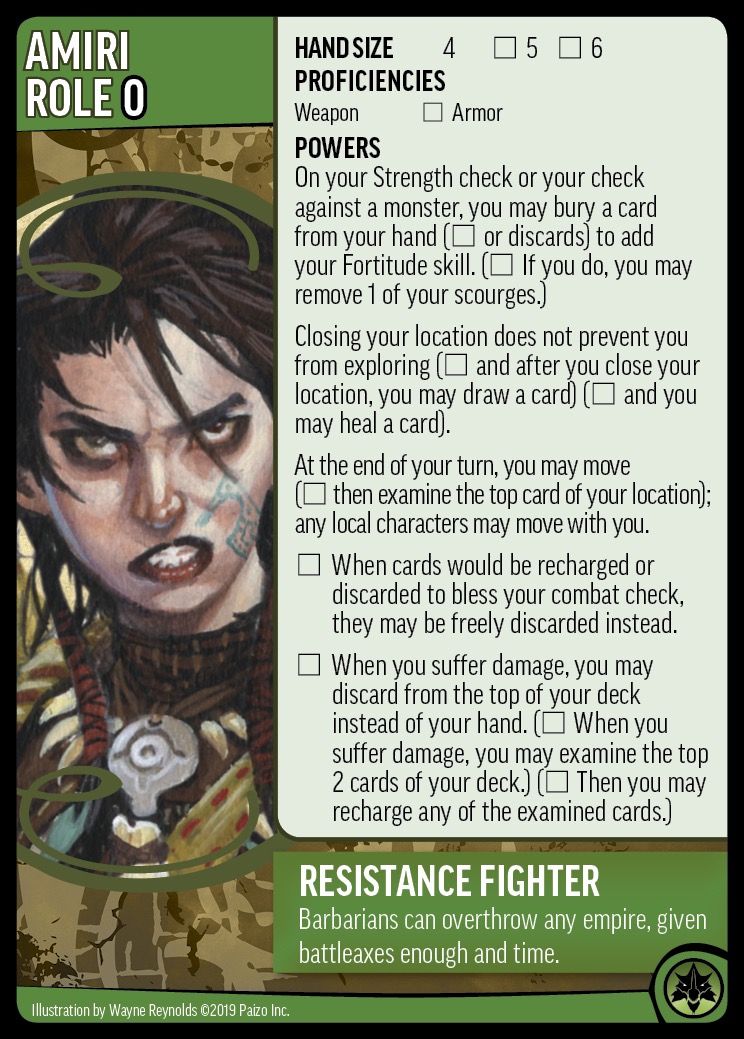 AMIRI
ROLE O
HAND SIZE 4 □ 5 □ 6
PROFICIENCIES
Weapon □ Armor
POWERS
On your Strength check or your check
against a monster, you may bury a card
from your hand (□ or discards) to add
your Fortitude skill. (□ If you do, you may
remove 1 of your scourges.)
Closing your location does not prevent you
from exploring (□ and after you close your
location, you may draw a card) (□ and you
may heal a card).
At the end of your turn, you may move
(□ then examine the top card of your location);
any local characters may move with you.
□ When cards would be recharged or
discarded to bless your combat check,
they may be freely discarded instead.
□ When you suffer damage, you may
discard from the top of your deck
instead of your hand. (□ When you
suffer damage, you may examine the top
2 cards of your deck.) (□ Then you may
recharge any of the examined cards.)
RESISTANCE FIGHTER
Barbarians can overthrow any empire, given
battleaxes enough and time.
Illustration by Wayne Reynolds ©2019 Paizo Inc.